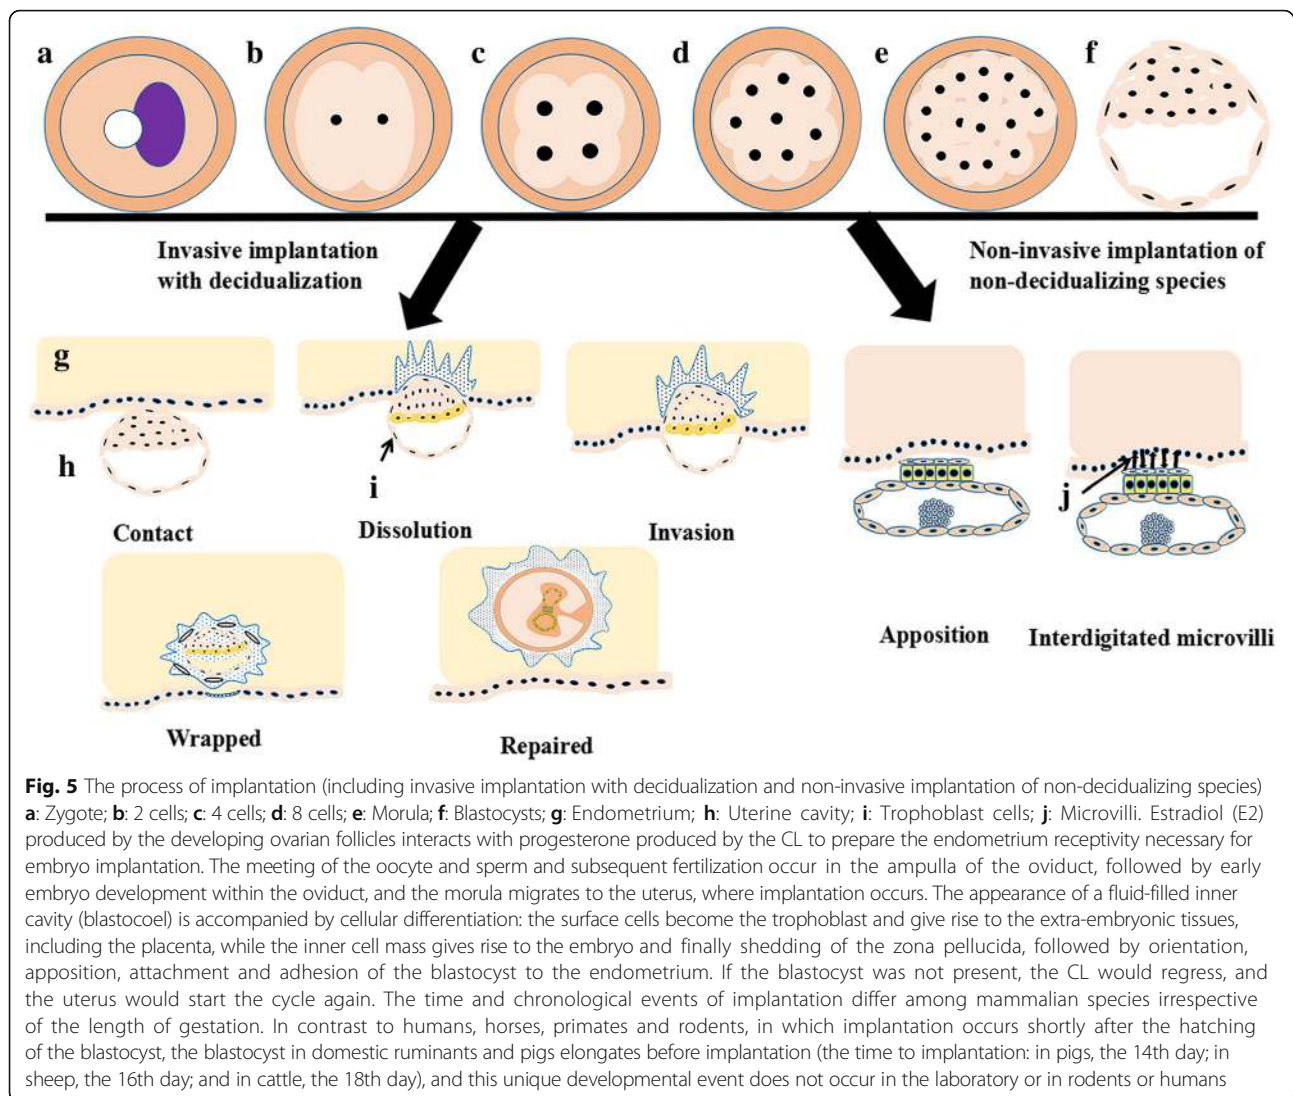 a
b
c
d
e
f
Invasive implantation
with decidualization
Non-invasive implantation of
non-decidualizing species
g
h
i
j
Contact
Dissolution
Invasion
Apposition
Interdigitated microvilli
Wrapped
Repaired
Fig. 5 The process of implantation (including invasive implantation with decidualization and non-invasive implantation of non-decidualizing species)
a: Zygote; b: 2 cells; c: 4 cells; d: 8 cells; e: Morula; f: Blastocysts; g: Endometrium; h: Uterine cavity; i: Trophoblast cells; j: Microvilli. Estradiol (E2)
produced by the developing ovarian follicles interacts with progesterone produced by the CL to prepare the endometrium receptivity necessary for
embryo implantation. The meeting of the oocyte and sperm and subsequent fertilization occur in the ampulla of the oviduct, followed by early
embryo development within the oviduct, and the morula migrates to the uterus, where implantation occurs. The appearance of a fluid-filled inner
cavity (blastocoel) is accompanied by cellular differentiation: the surface cells become the trophoblast and give rise to the extra-embryonic tissues,
including the placenta, while the inner cell mass gives rise to the embryo and finally shedding of the zona pellucida, followed by orientation,
apposition, attachment and adhesion of the blastocyst to the endometrium. If the blastocyst was not present, the CL would regress, and
the uterus would start the cycle again. The time and chronological events of implantation differ among mammalian species irrespective
of the length of gestation. In contrast to humans, horses, primates and rodents, in which implantation occurs shortly after the hatching
of the blastocyst, the blastocyst in domestic ruminants and pigs elongates before implantation (the time to implantation: in pigs, the 14th day; in
sheep, the 16th day; and in cattle, the 18th day), and this unique developmental event does not occur in the laboratory or in rodents or humans